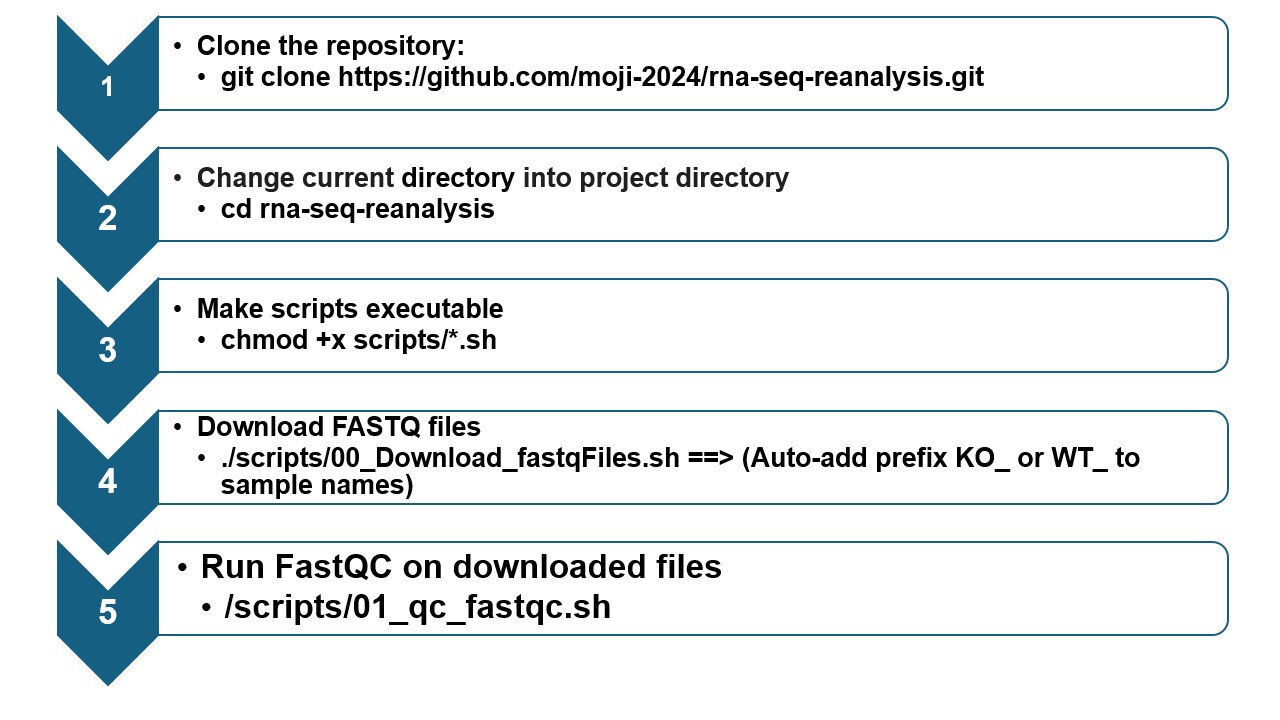 1
• Clone the repository:
• git clone https://github.com/moji-2024/rna-seq-reanalysis.git
2
• Change current directory into project directory
• cd rna-seq-reanalysis
3
• Make scripts executable
• chmod +x scripts/*.sh
4
• Download FASTQ files
• ./scripts/00_Download_fastqFiles.sh ==> (Auto-add prefix KO_ or WT_ to
sample names)
5
• Run FastQC on downloaded files
• /scripts/01_qc_fastqc.sh